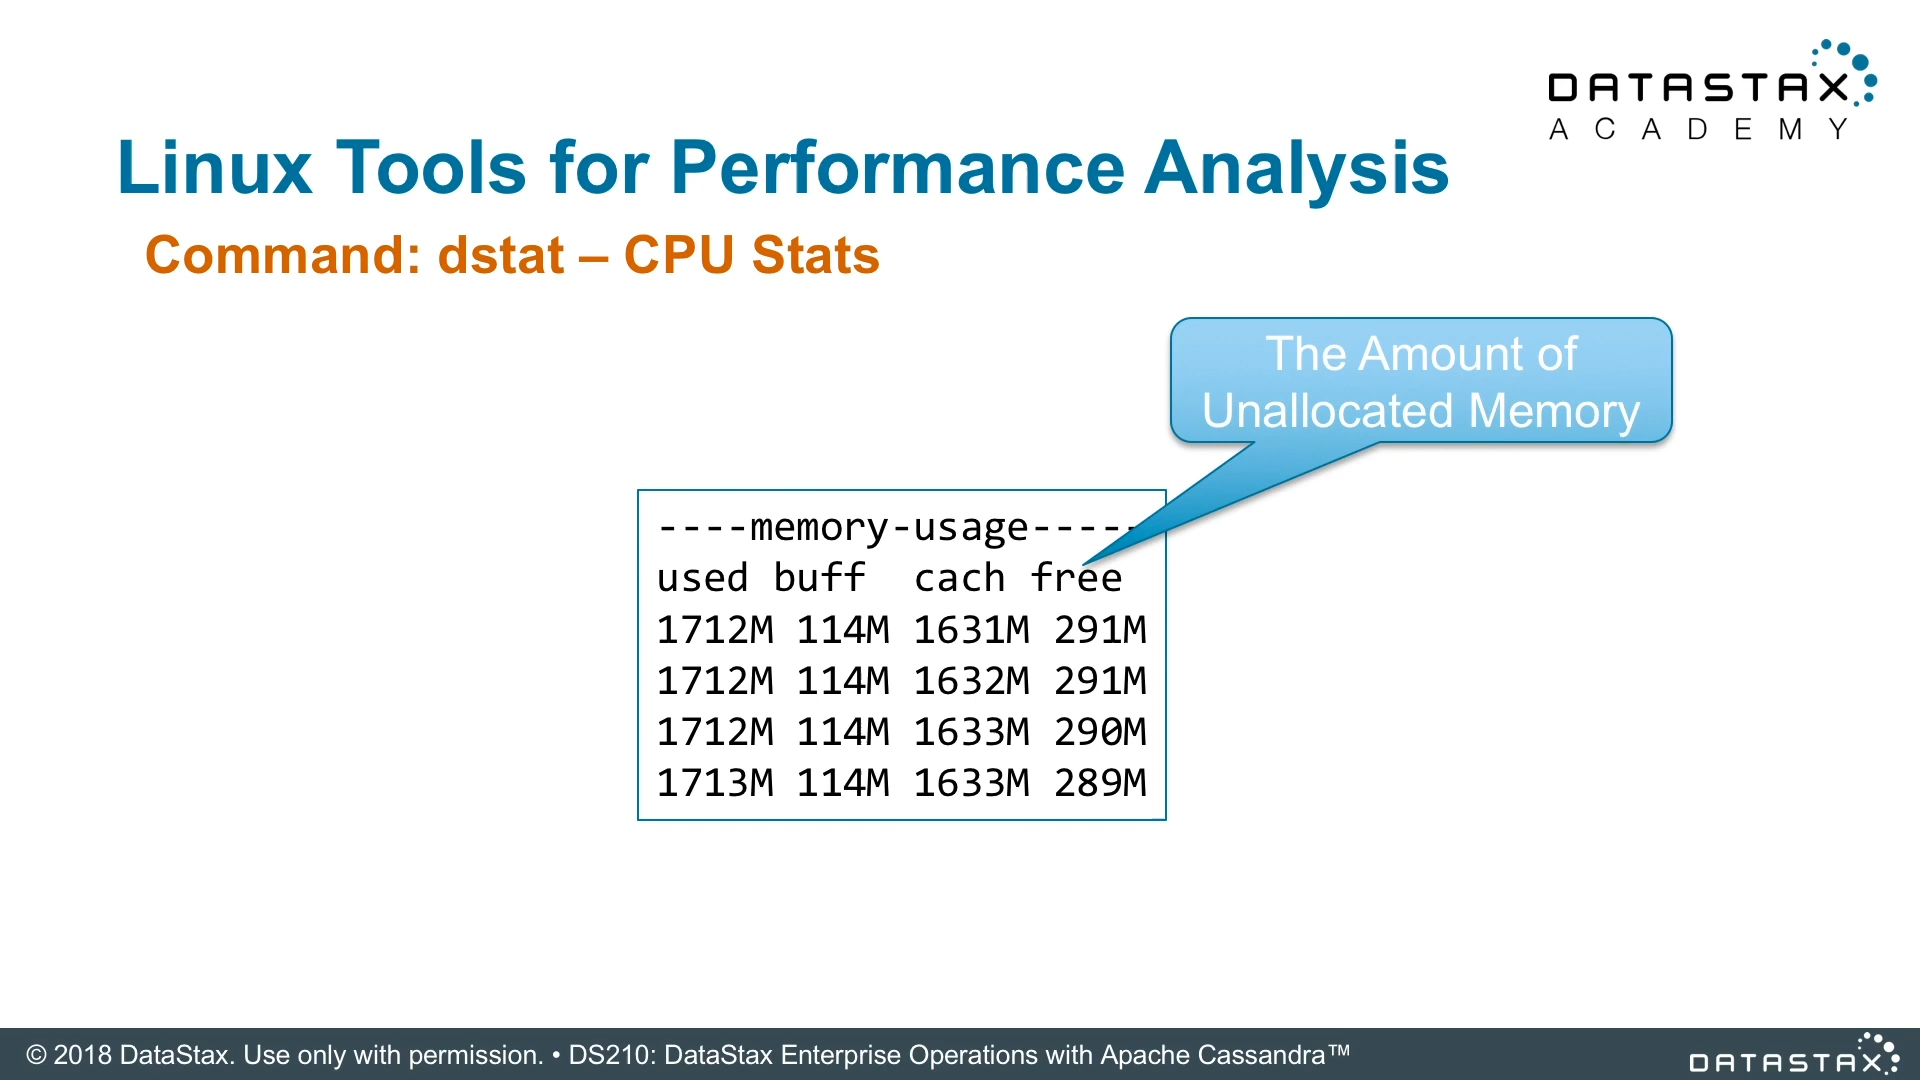 DATASTAX
ACADEMY
Linux Tools for Performance Analysis
Command: dstat – CPU Stats
The Amount of
Unallocated Memory
----memory-usage-----
used buff  cach free
1712M 114M 1631M 291M
1712M 114M 1632M 291M
1712M 114M 1633M 290M
1713M 114M 1633M 289M
© 2018 DataStax. Use only with permission. • DS210: DataStax Enterprise Operations with Apache Cassandra™
DATASTAX